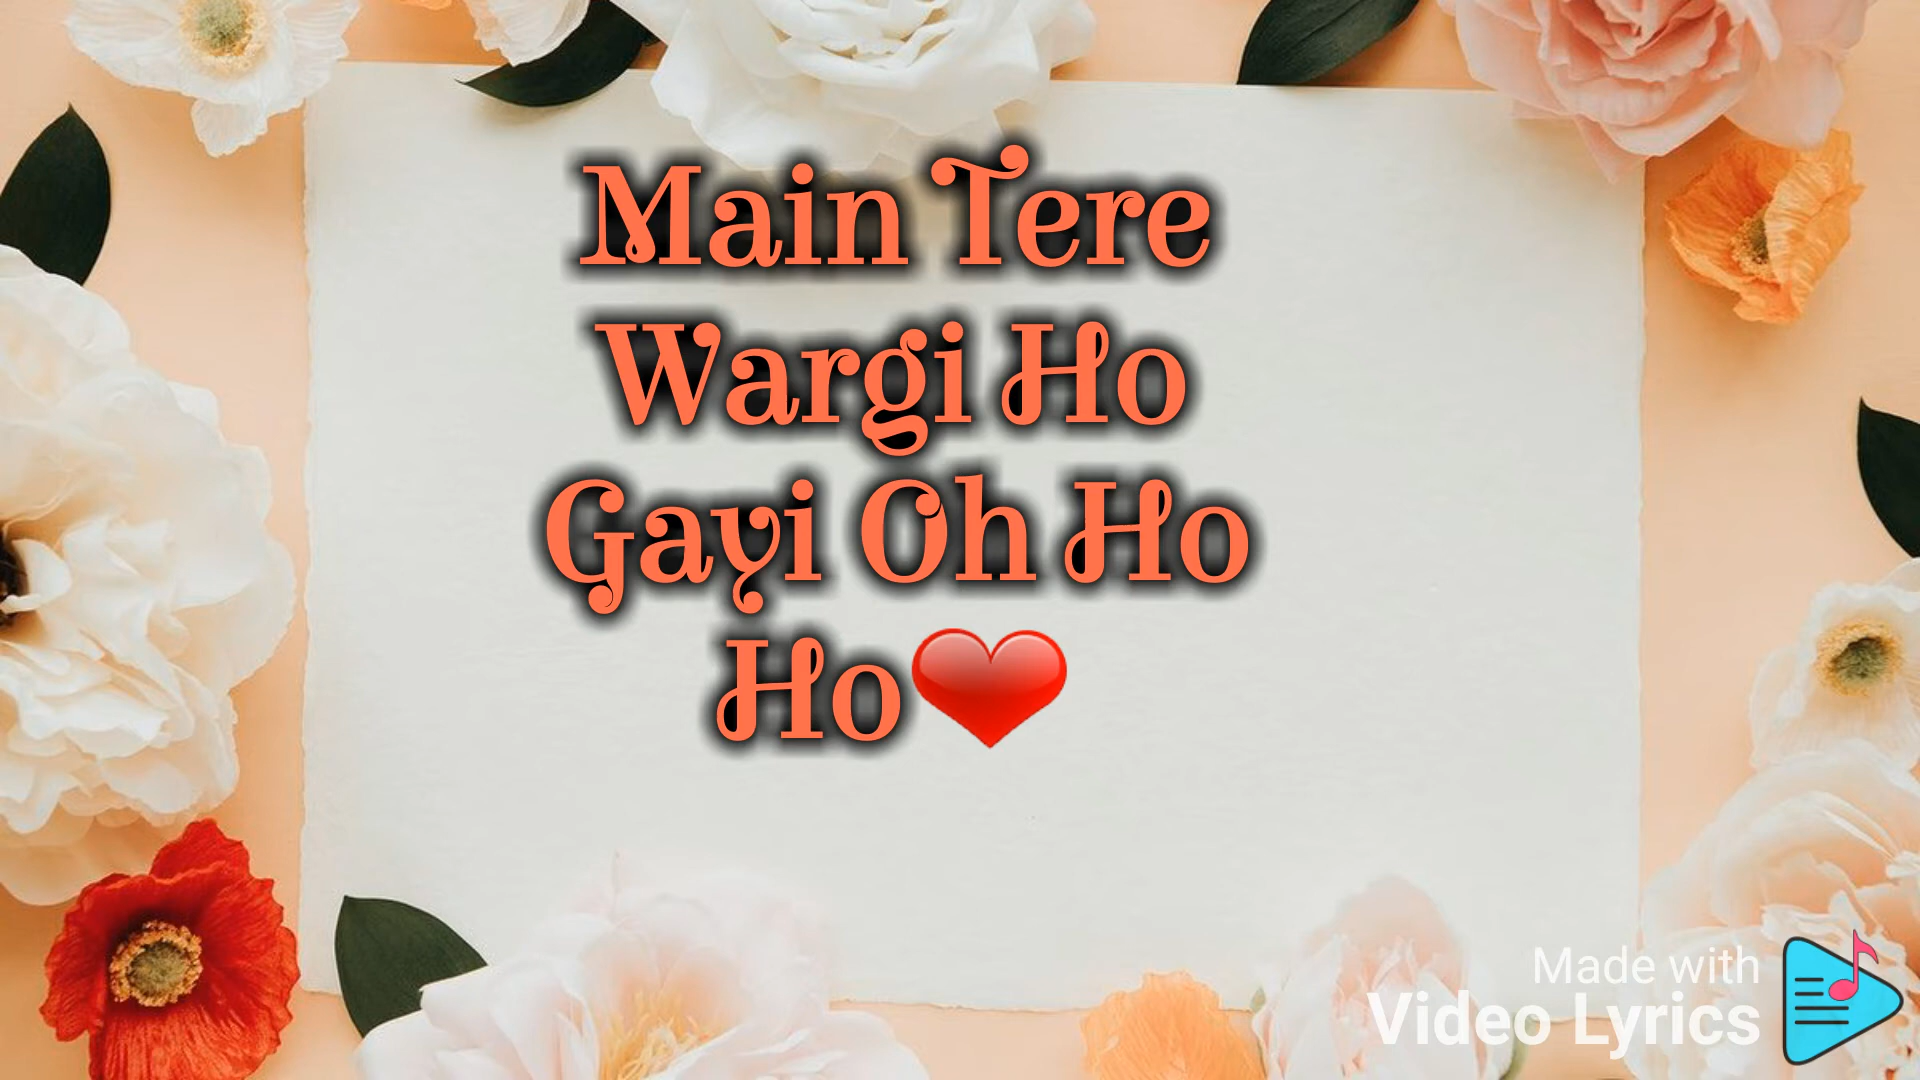 Main Tere
Wargi Ho
Gayi Oh Ho
Ho❤
Made with
Video Lyrics